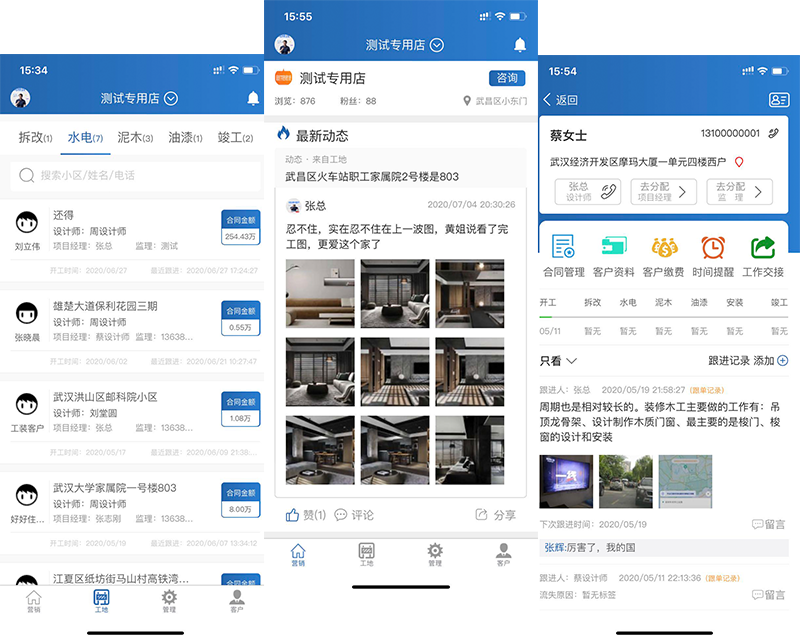 15:34
测试专用店
拆改(1) 水电(7) 泥木(3) 油漆(1) 竣工(2)
搜索小区/姓名/电话
还得
设计师：周设计师
项目经理：张总 监理：测试
刘立伟
合同金额
254.43万
开工时间：2020/06/27 最近跟进：2020/06/27 17:24:27
雄楚大道保利花园三期
设计师：周设计师
项目经理：蔡设计师 监理：13638...
张晓晨
合同金额
0.55万
开工时间：2020/06/02 最近跟进：2020/06/21 10:27:47
武汉洪山区邮科院小区
设计师：刘堂圆
项目经理：张总 监理：13638...
工装客户
合同金额
1.08万
开工时间：2020/05/17 最近跟进：2020/06/09 21:38:...
武汉大学家属院一号楼803
设计师：周设计师
项目经理：张志刚 监理：13638...
好好住...
合同金额
8.00万
开工时间：2020/05/19 最近跟进：2020/06/07 13:34:12
江夏区纸坊街马山村高铁湾...
合同金额
营销 工地 管理 客户
15:55
测试专用店
测试专用店
咨询
浏览：876 粉丝：88 武昌区小东门
最新动态
动态 · 来自工地
武昌区火车站职工家属院2号楼是803
张总 2020/07/04 20:30:26
忍不住，实在忍不住在上一波图，黄姐说看了完
工图，更爱这个家了
赞(1) 评论 分享
营销 工地 管理 客户
15:54
返回
蔡女士 13100000001
武汉经济开发区摩玛大厦一单元四楼西户
张总
设计师
去分配
项目经理
去分配
监 理
合同管理 客户资料 客户缴费 时间提醒 工作交接
开工 拆改 水电 泥木 油漆 安装 竣工
05/11 暂无 暂无 暂无 暂无 暂无 暂无
只看 跟进记录 添加
跟进人：张总 2020/05/19 21:58:27 (跟单记录)
周期也是相对较长的。装修木工主要做的工作有：吊
顶龙骨架、设计制作木质门窗、最主要的是梭门、梭
窗的设计和安装
下次跟进时间：2020/05/19 留言
张辉:厉害了，我的国
跟进人：蔡设计师 2020/05/11 22:13:36 (跟单记录)
流失原因：暂无标签 留言